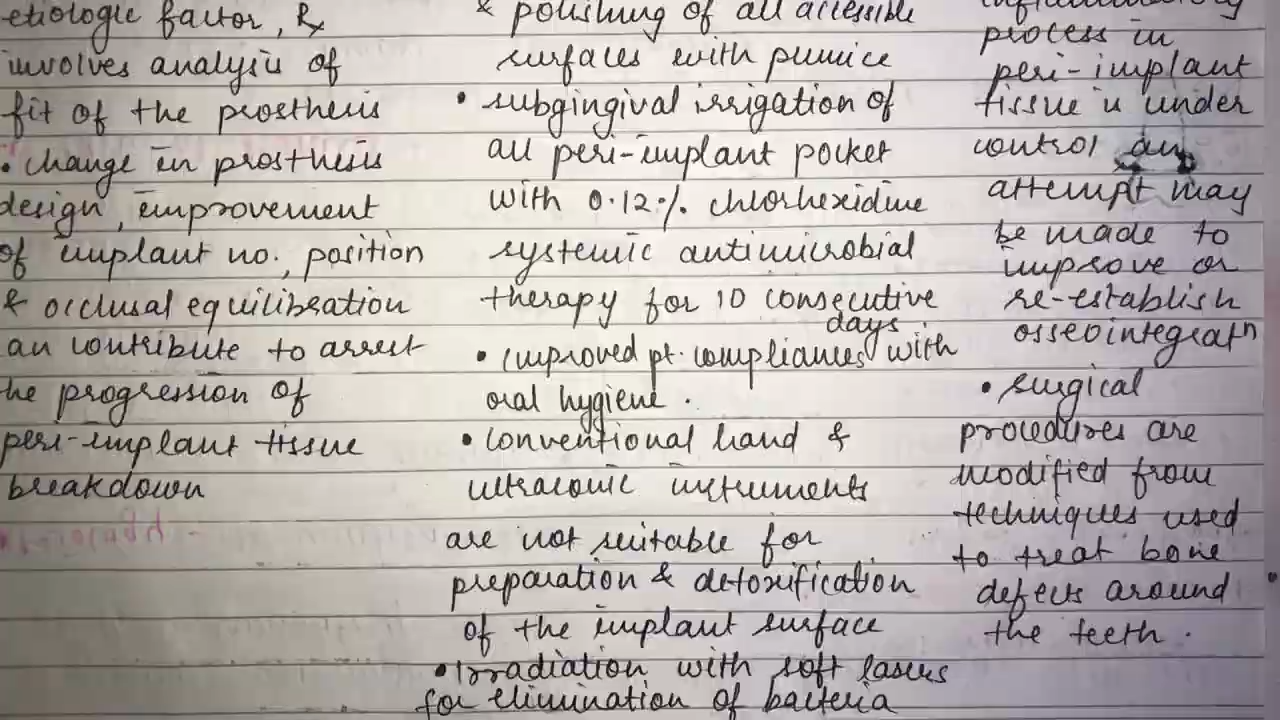 etiologic factor, Rx
involves analysis of
fit of the prosthesis
• change in prosthesis
design, improvement
of implant no., position
& occlusal equilibration
an contribute to arrest
he progression of
peri-implant tissue
breakdown
& polishing of all accessible
surfaces with pumice
• subgingival irrigation of
all peri-implant pocket
with 0.12% chlorhexidine
systemic antimicrobial
therapy for 10 consecutive
days.
• improved pt. compliances with
oral hygiene.
• conventional hand &
ultrasonic instruments
are not suitable for
preparation & detoxification
of the implant surface
• Irradiation with soft lasers
for elimination of bacteria
process in
peri-implant
tissue is under
control an
attempt may
be made to
improve or
re-establish
osseointegratn
• surgical
procedures are
modified from
techniques used
to treat bone
defects around
the teeth.